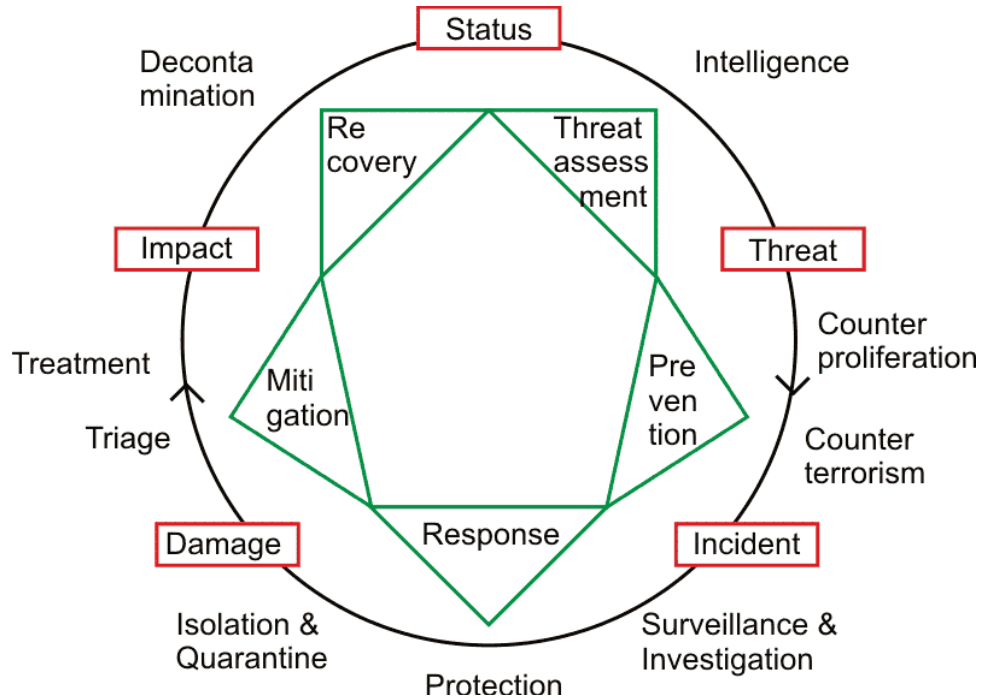 Status
Deconta
mination
Intelligence
Re
covery
Threat
assess
ment
Impact
Threat
Counter
proliferation
Treatment
Miti
gation
Pre
ven
tion
Triage
Counter
terrorism
Damage
Response
Incident
Isolation &
Quarantine
Surveillance &
Investigation
Protection